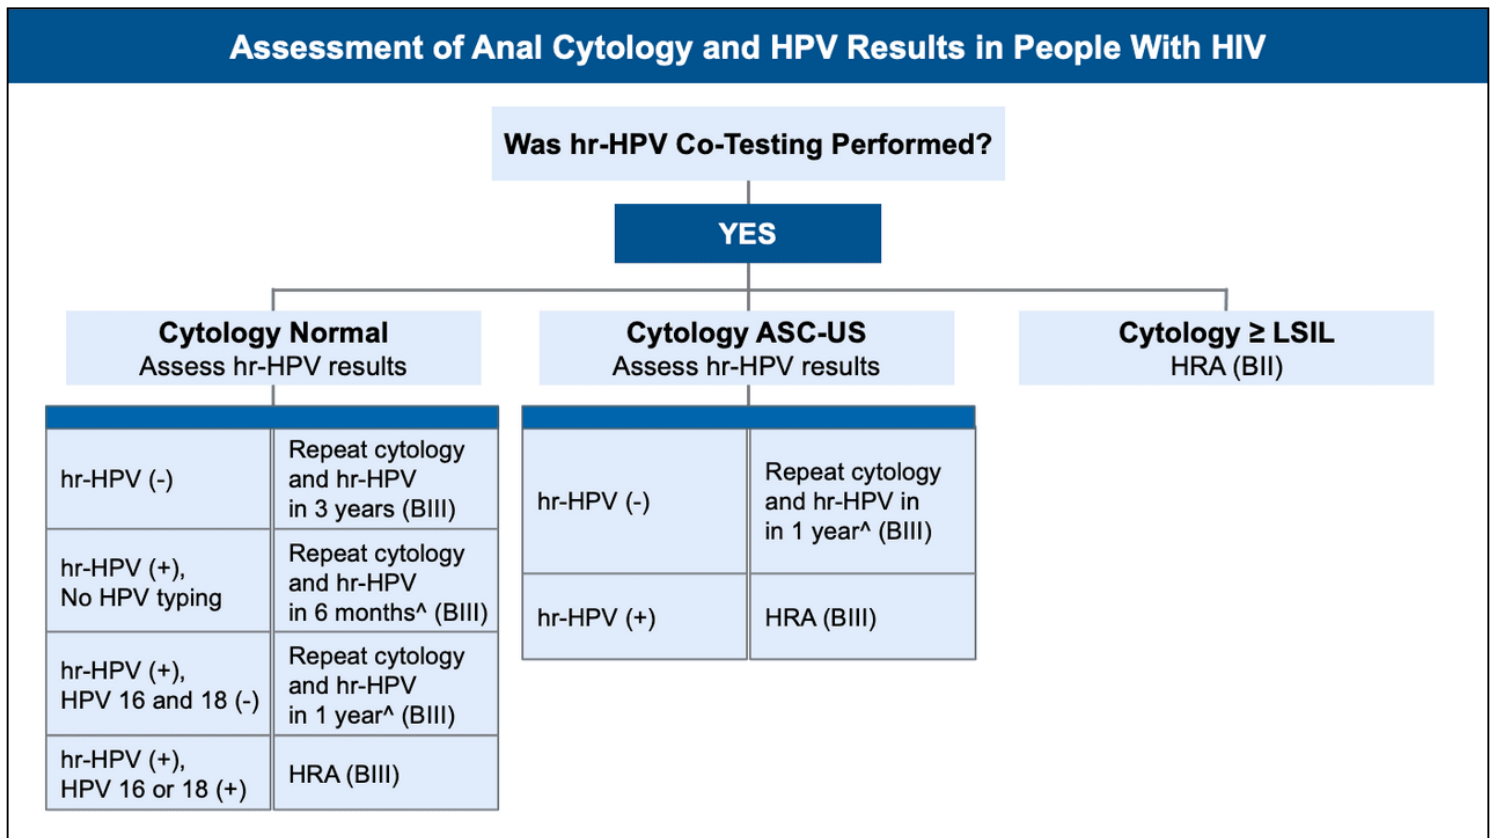 Assessment of Anal Cytology and HPV Results in People With HIV
Was hr-HPV Co-Testing Performed?
YES
Cytology Normal
Assess hr-HPV results
hr-HPV (-)
Repeat cytology
and hr-HPV
in 3 years (BIII)
hr-HPV (+),
No HPV typing
Repeat cytology
and hr-HPV
in 6 months^ (BIII)
hr-HPV (+),
HPV 16 and 18 (-)
Repeat cytology
and hr-HPV
in 1 year^ (BIII)
hr-HPV (+),
HPV 16 or 18 (+)
HRA (BIII)
Cytology ASC-US
Assess hr-HPV results
hr-HPV (-)
Repeat cytology
and hr-HPV in
in 1 year^ (BIII)
hr-HPV (+)
HRA (BIII)
Cytology ≥ LSIL
HRA (BII)